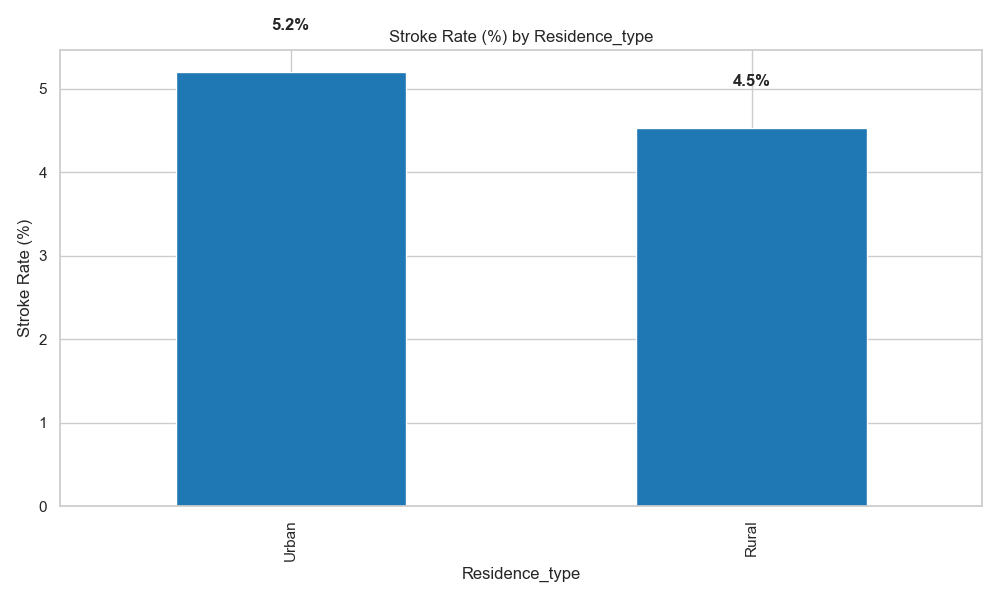 5.2%
Stroke Rate (%) by Residence_type
4.5%
5
4
3
2
1
0
Stroke Rate (%)
Urban
Rural
Residence_type